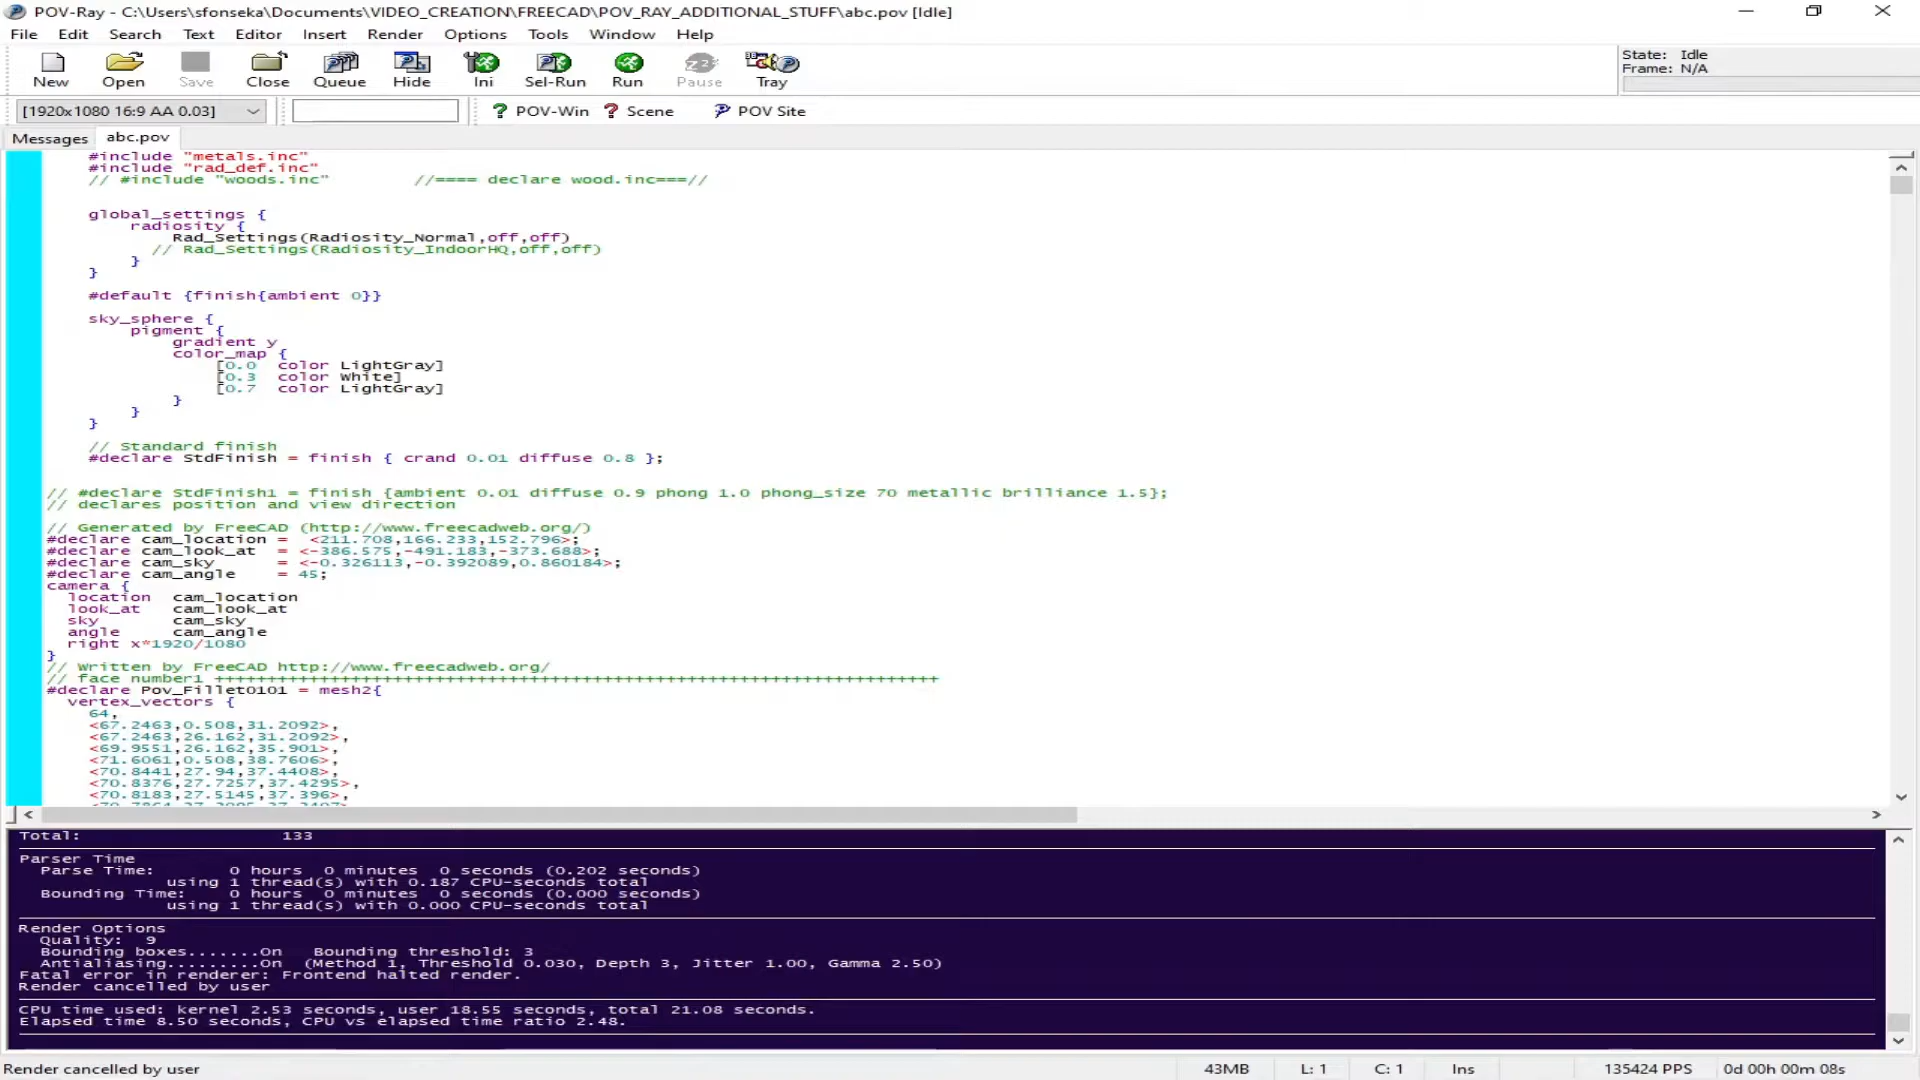 POV-Ray - C:\Users\sfonseka\Documents\VIDEO_CREATION\FREECAD\POV_RAY_ADDITIONAL_STUFF\abc.pov [Idle]
File Edit Search Text Editor Insert Render Options Tools Window Help
New Open Save Close Queue Hide Ini Sel-Run Run Pause Tray
State: Idle
Frame: N/A
[1920x1080 16:9 AA 0.03] ? POV-Win ? Scene POV Site
Messages abc.pov
#include "metals.inc"
#include "rad_def.inc"
// #include "woods.inc" //==== declare wood.inc===//
global_settings {
radiosity {
Rad_Settings(Radiosity_Normal,off,off)
// Rad_Settings(Radiosity_IndoorHQ,off,off)
}
}
#default {finish{ambient 0}}
sky_sphere {
pigment {
gradient y
color_map {
[0.0 color LightGray]
[0.3 color White]
[0.7 color LightGray]
}
}
}
// Standard finish
#declare StdFinish = finish { crand 0.01 diffuse 0.8 };
// #declare StdFinish1 = finish {ambient 0.01 diffuse 0.9 phong 1.0 phong_size 70 metallic brilliance 1.5};
// declares position and view direction
// Generated by FreeCAD (http://www.freecadweb.org/)
#declare cam_location = <211.708,166.233,152.796>;
#declare cam_look_at = <-386.575,-491.183,-373.688>;
#declare cam_sky = <-0.326113,-0.392089,0.860184>;
#declare cam_angle = 45;
camera {
location cam_location
look_at cam_look_at
sky cam_sky
angle cam_angle
right x*1920/1080
}
// Written by FreeCAD http://www.freecadweb.org/
// face number1 +++++++++++++++++++++++++++++++++++++++++++++++++++++++++++++++++++++
#declare Pov_Fillet0101 = mesh2{
vertex_vectors {
64,
<67.2463,0.508,31.2092>,
<67.2463,26.162,31.2092>,
<69.9551,26.162,35.901>,
<71.6061,0.508,38.7606>,
<70.8441,27.94,37.4408>,
<70.8376,27.7257,37.4295>,
<70.8183,27.5145,37.396>,
Total: 133
Parser Time
Parse Time: 0 hours 0 minutes 0 seconds (0.202 seconds)
using 1 thread(s) with 0.187 CPU-seconds total
Bounding Time: 0 hours 0 minutes 0 seconds (0.000 seconds)
using 1 thread(s) with 0.000 CPU-seconds total
Render Options
Quality: 9
Bounding boxes.......On Bounding threshold: 3
Antialiasing.........On (Method 1, Threshold 0.030, Depth 3, Jitter 1.00, Gamma 2.50)
Fatal error in renderer: Frontend halted render.
Render cancelled by user
CPU time used: kernel 2.53 seconds, user 18.55 seconds, total 21.08 seconds.
Elapsed time 8.50 seconds, CPU vs elapsed time ratio 2.48.
Render cancelled by user 43MB L: 1 C: 1 Ins 135424 PPS 0d 00h 00m 08s